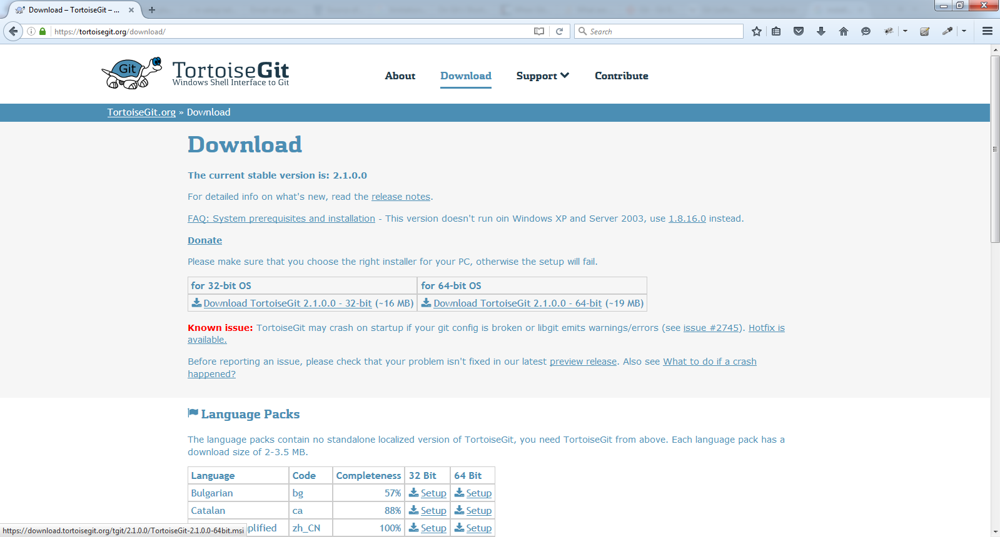 Download – TortoiseGit – ...
https://tortoisegit.org/download/
Search
Git
TortoiseGit
Windows Shell Interface to Git
About
Download
Support
Contribute
TortoiseGit.org » Download
Download
The current stable version is: 2.1.0.0
For detailed info on what's new, read the release notes.
FAQ: System prerequisites and installation - This version doesn't run oin Windows XP and Server 2003, use 1.8.16.0 instead.
Donate
Please make sure that you choose the right installer for your PC, otherwise the setup will fail.
for 32-bit OS for 64-bit OS
Download TortoiseGit 2.1.0.0 - 32-bit (~16 MB) Download TortoiseGit 2.1.0.0 - 64-bit (~19 MB)
Known issue: TortoiseGit may crash on startup if your git config is broken or libgit emits warnings/errors (see issue #2745). Hotfix is
available.
Before reporting an issue, please check that your problem isn't fixed in our latest preview release. Also see What to do if a crash
happened?
Language Packs
The language packs contain no standalone localized version of TortoiseGit, you need TortoiseGit from above. Each language pack has a
download size of 2-3.5 MB.
Language Code Completeness 32 Bit 64 Bit
Bulgarian bg 57% Setup Setup
Catalan ca 88% Setup Setup
plified zh_CN 100% Setup Setup
https://download.tortoisegit.org/tgit/2.1.0.0/TortoiseGit-2.1.0.0-64bit.msi